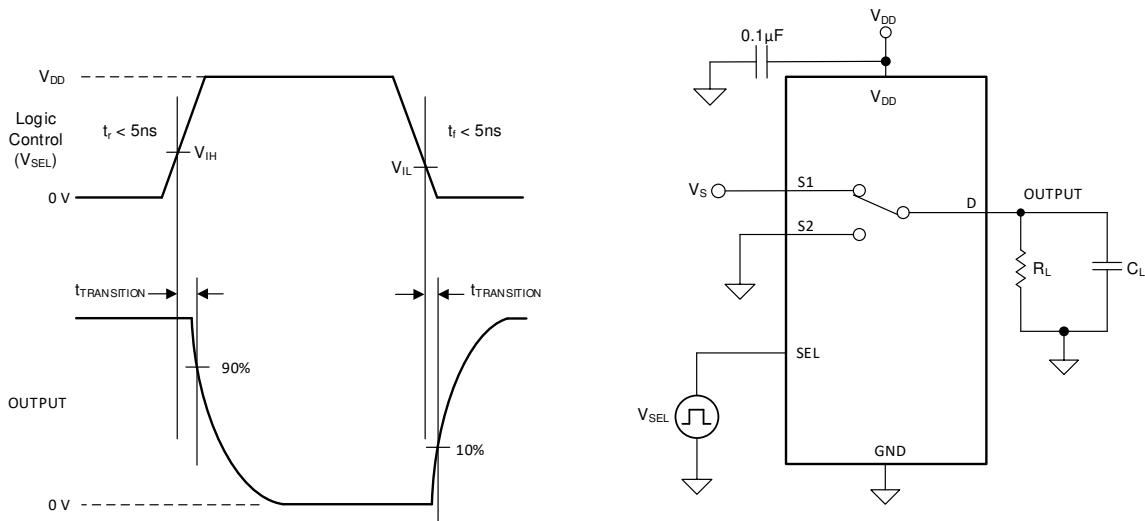 V_DD
Logic
Control
(V_SEL)
t_r < 5ns
t_f < 5ns
V_IH
V_IL
0 V
t_TRANSITION
t_TRANSITION
90%
OUTPUT
10%
0 V
V_DD
0.1µF
V_DD
V_S
S1
S2
D
OUTPUT
R_L
C_L
SEL
V_SEL
GND